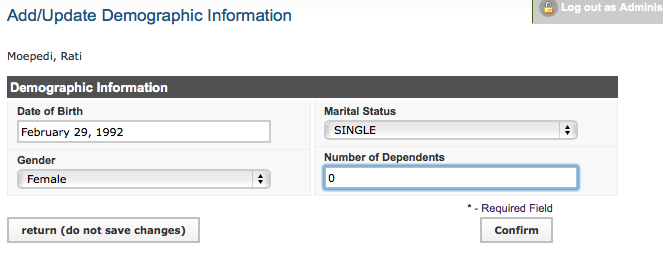 Add/Update Demographic Information
Log out as Adminis
Moepedi, Rati
Demographic Information
Date of Birth
February 29, 1992
Marital Status
SINGLE
Gender
Female
Number of Dependents
0
* - Required Field
return (do not save changes)
Confirm